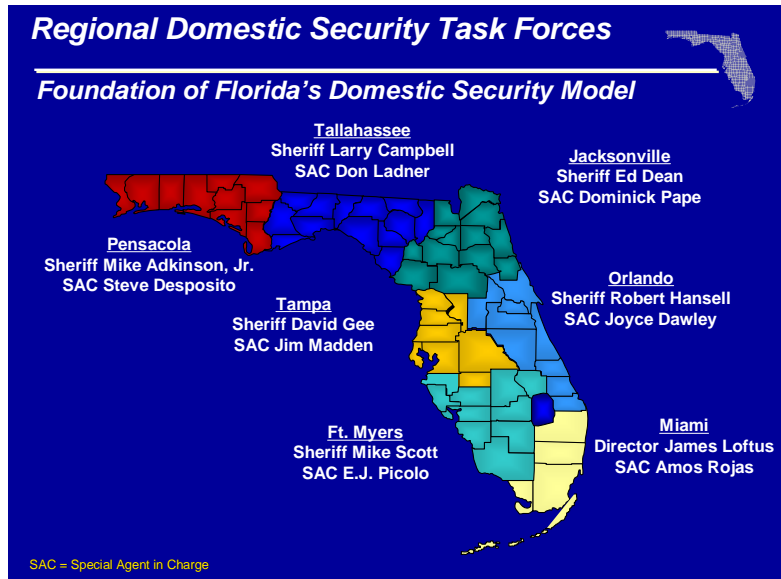 Regional Domestic Security Task Forces
Foundation of Florida's Domestic Security Model
Tallahassee
Sheriff Larry Campbell
SAC Don Ladner
Jacksonville
Sheriff Ed Dean
SAC Dominick Pape
Pensacola
Sheriff Mike Adkinson, Jr.
SAC Steve Desposito
Orlando
Sheriff Robert Hansell
SAC Joyce Dawley
Tampa
Sheriff David Gee
SAC Jim Madden
Ft. Myers
Sheriff Mike Scott
SAC E.J. Picolo
Miami
Director James Loftus
SAC Amos Rojas
SAC = Special Agent in Charge